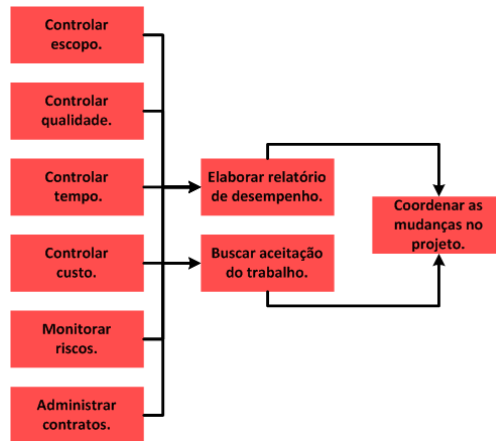 Controlar
escopo.
Controlar
qualidade.
Controlar
tempo.
Controlar
custo.
Monitorar
riscos.
Administrar
contratos.
Elaborar relatório
de desempenho.
Buscar aceitação
do trabalho.
Coordenar as
mudanças no
projeto.